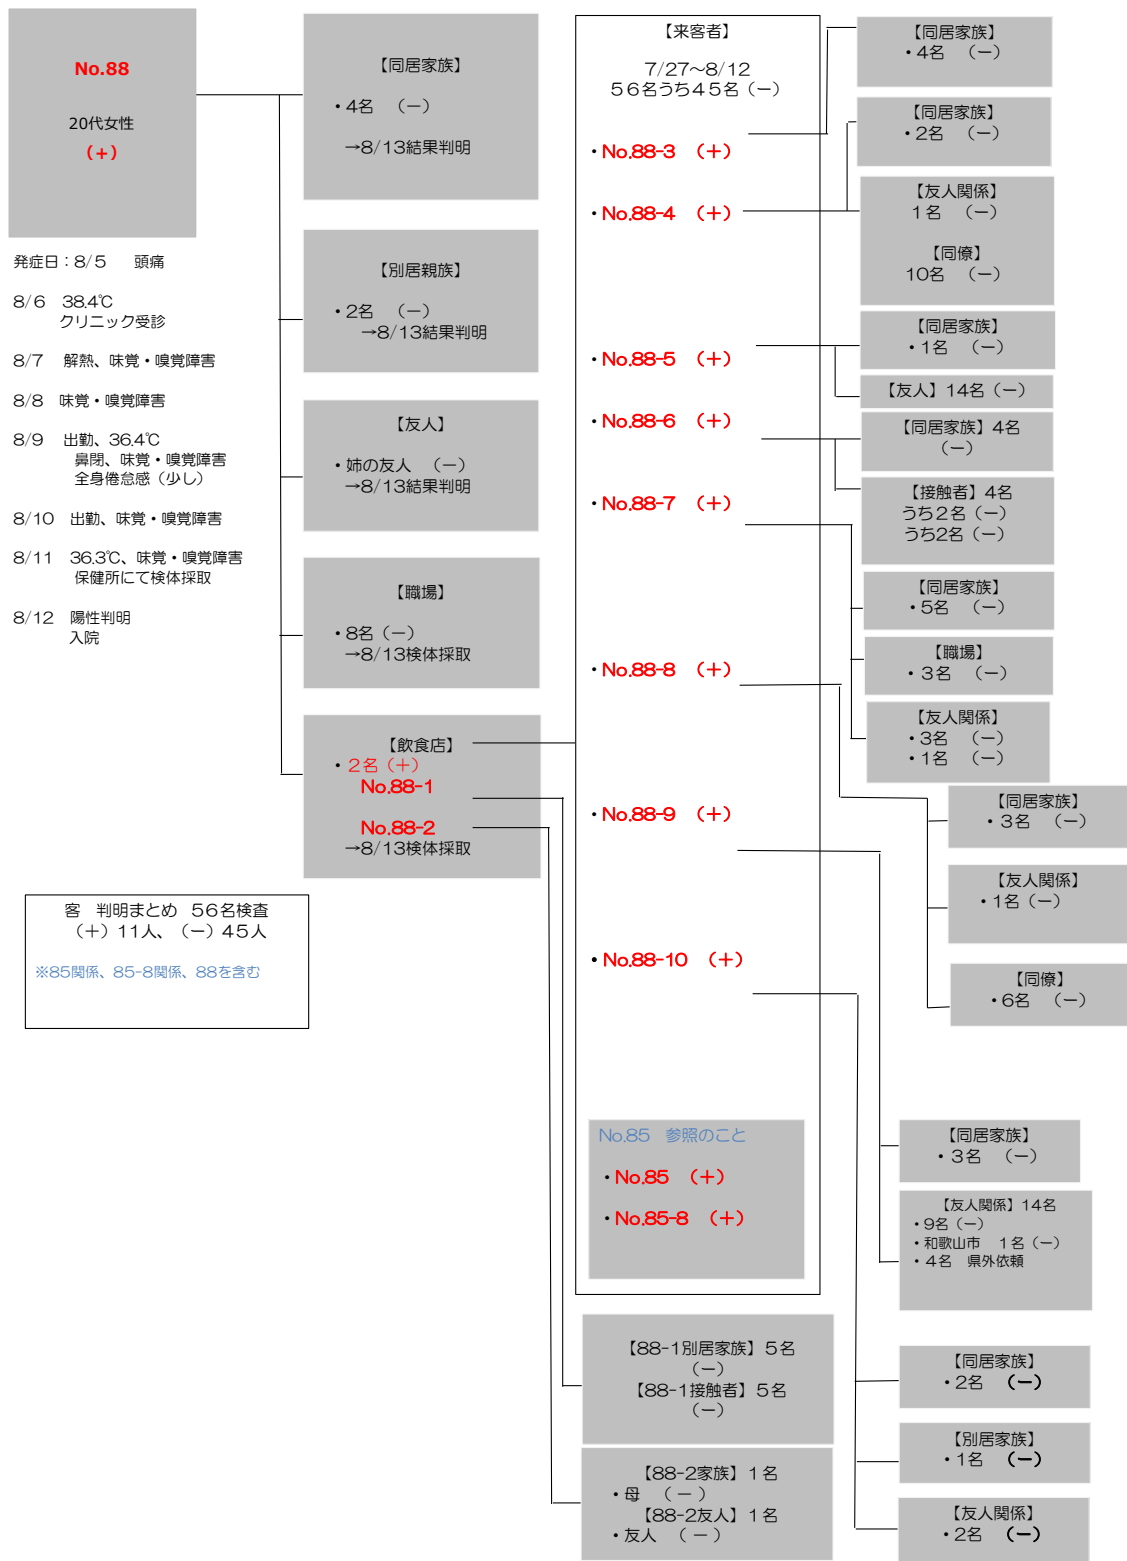 No.88
20代女性
（+）
発症日：8/5　頭痛
8/6　38.4℃
クリニック受診
8/7　解熱、味覚・嗅覚障害
8/8　味覚・嗅覚障害
8/9　出勤、36.4℃
鼻閉、味覚・嗅覚障害
全身倦怠感（少し）
8/10　出勤、味覚・嗅覚障害
8/11　36.3℃、味覚・嗅覚障害
保健所にて検体採取
8/12　陽性判明
入院
【同居家族】
・4名　（－）
→8/13結果判明
【別居親族】
・2名　（－）
→8/13結果判明
【友人】
・姉の友人　（－）
→8/13結果判明
【職場】
・8名（－）
→8/13検体採取
【飲食店】
・2名（+）
No.88-1
No.88-2
→8/13検体採取
客　判明まとめ　56名検査
（+）11人、（－）45人
※85関係、85-8関係、88を含む
【来客者】
7/27～8/12
５６名うち４５名（－）
・No.88-3　（+）
・No.88-4　（+）
・No.88-5　（+）
・No.88-6　（+）
・No.88-7　（+）
・No.88-8　（+）
・No.88-9　（+）
・No.88-10　（+）
No.85　参照のこと
・No.85　（+）
・No.85-8　（+）
【88-1別居家族】5名
（－）
【88-1接触者】5名
（－）
【88-2家族】1名
・母　（－）
【88-2友人】1名
・友人　（－）
【同居家族】
・4名　（－）
【同居家族】
・2名　（－）
【友人関係】
1名　（－）
【同僚】
10名　（－）
【同居家族】
・1名　（－）
【友人】14名（－）
【同居家族】4名
（－）
【接触者】4名
うち2名（－）
うち2名（－）
【同居家族】
・5名　（－）
【職場】
・3名　（－）
【友人関係】
・3名　（－）
・1名　（－）
【同居家族】
・3名　（－）
【友人関係】
・1名（－）
【同僚】
・6名　（－）
【同居家族】
・3名　（－）
【友人関係】14名
・9名（－）
・和歌山市　1名（－）
・4名　県外依頼
【同居家族】
・2名　（－）
【別居家族】
・1名　（－）
【友人関係】
・2名　（－）